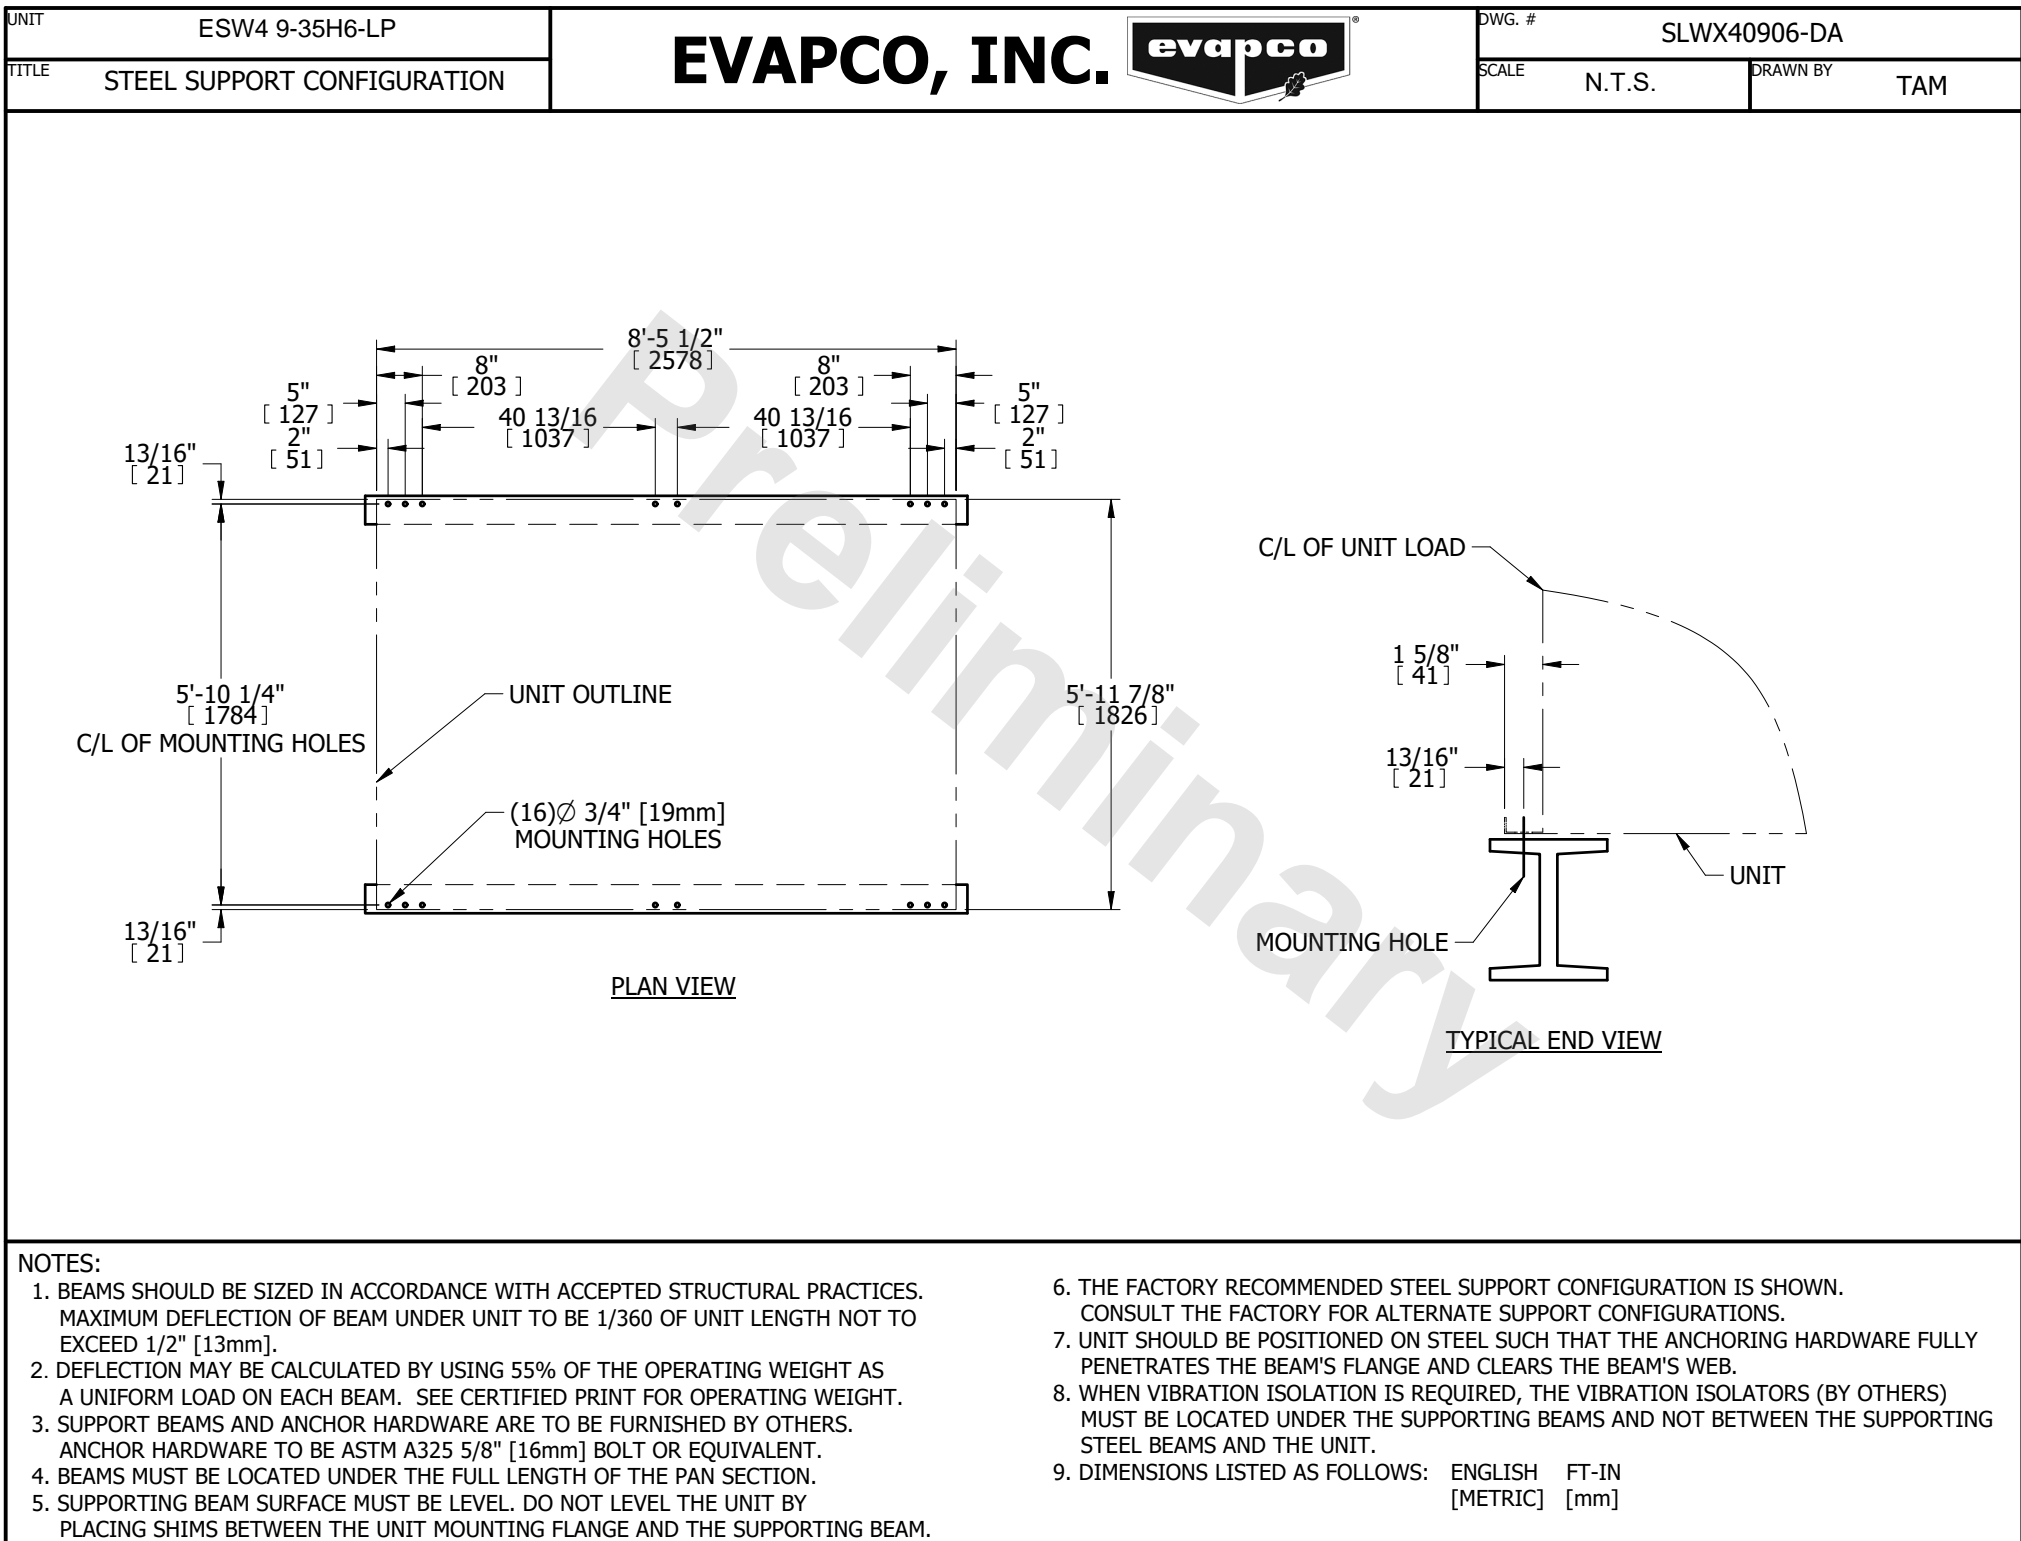 UNIT
ESW4 9-35H6-LP
TITLE
STEEL SUPPORT CONFIGURATION
EVAPCO, INC.
evapco
®
DWG. #
SLWX40906-DA
SCALE
N.T.S.
DRAWN BY
TAM
8'-5 1/2"
[ 2578]
8"
[ 203 ]
8"
[ 203 ]
5"
[ 127 ]
5"
[ 127 ]
40 13/16
[ 1037 ]
40 13/16
[ 1037 ]
2"
[ 51]
2"
[ 51]
13/16"
[ 21]
5'-10 1/4"
[ 1784]
C/L OF MOUNTING HOLES
UNIT OUTLINE
5'-11 7/8"
[ 1826]
(16)Ø 3/4" [19mm]
MOUNTING HOLES
13/16"
[ 21]
PLAN VIEW
C/L OF UNIT LOAD
1 5/8"
[ 41]
13/16"
[ 21]
UNIT
MOUNTING HOLE
TYPICAL END VIEW
Preliminary
NOTES:
1. BEAMS SHOULD BE SIZED IN ACCORDANCE WITH ACCEPTED STRUCTURAL PRACTICES.
MAXIMUM DEFLECTION OF BEAM UNDER UNIT TO BE 1/360 OF UNIT LENGTH NOT TO
EXCEED 1/2" [13mm].
2. DEFLECTION MAY BE CALCULATED BY USING 55% OF THE OPERATING WEIGHT AS
A UNIFORM LOAD ON EACH BEAM. SEE CERTIFIED PRINT FOR OPERATING WEIGHT.
3. SUPPORT BEAMS AND ANCHOR HARDWARE ARE TO BE FURNISHED BY OTHERS.
ANCHOR HARDWARE TO BE ASTM A325 5/8" [16mm] BOLT OR EQUIVALENT.
4. BEAMS MUST BE LOCATED UNDER THE FULL LENGTH OF THE PAN SECTION.
5. SUPPORTING BEAM SURFACE MUST BE LEVEL. DO NOT LEVEL THE UNIT BY
PLACING SHIMS BETWEEN THE UNIT MOUNTING FLANGE AND THE SUPPORTING BEAM.
6. THE FACTORY RECOMMENDED STEEL SUPPORT CONFIGURATION IS SHOWN.
CONSULT THE FACTORY FOR ALTERNATE SUPPORT CONFIGURATIONS.
7. UNIT SHOULD BE POSITIONED ON STEEL SUCH THAT THE ANCHORING HARDWARE FULLY
PENETRATES THE BEAM'S FLANGE AND CLEARS THE BEAM'S WEB.
8. WHEN VIBRATION ISOLATION IS REQUIRED, THE VIBRATION ISOLATORS (BY OTHERS)
MUST BE LOCATED UNDER THE SUPPORTING BEAMS AND NOT BETWEEN THE SUPPORTING
STEEL BEAMS AND THE UNIT.
9. DIMENSIONS LISTED AS FOLLOWS: ENGLISH FT-IN
[METRIC] [mm]